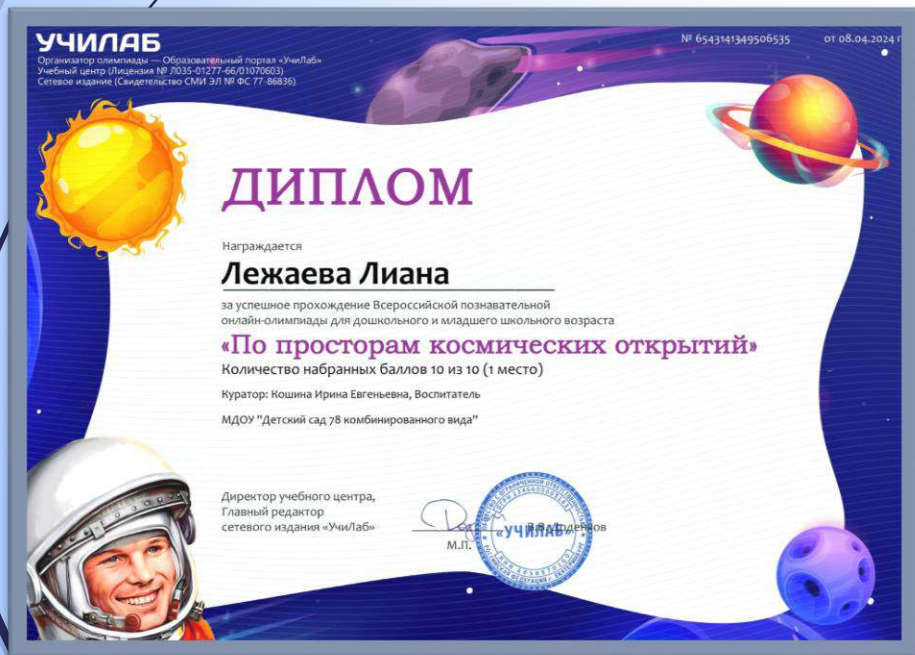 УЧИЛАБ
Организатор олимпиады — Образовательный портал «УчиЛаб»
Учебный центр (Лицензия № Л035-01277-66/01070603)
Сетевое издание (Свидетельство СМИ ЭЛ № ФС 77-86836)
№ 6543141349506535 от 08.04.2024 г
ДИПЛОМ
Награждается
Лежаева Лиана
за успешное прохождение Всероссийской познавательной
онлайн-олимпиады для дошкольного и младшего школьного возраста
«По просторам космических открытий»
Количество набранных баллов 10 из 10 (1 место)
Куратор: Кошина Ирина Евгеньевна, Воспитатель
МДОУ "Детский сад 78 комбинированного вида"
Директор учебного центра,
Главный редактор
сетевого издания «УчиЛаб»
М.П.
«УЧИЛАБ»